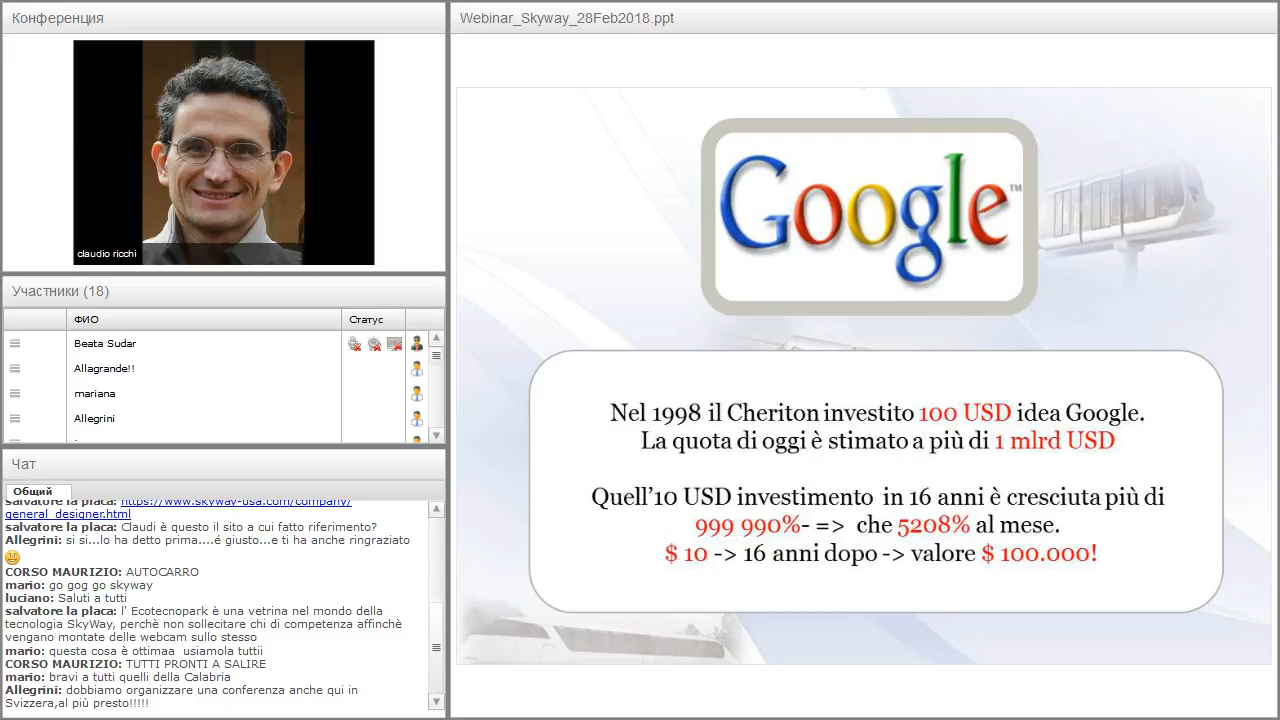 Конференция
claudio ricchi
Участники (18)
ФИО
Статус
Beata Sudar
Allagrande!!
mariana
Allegrini
Чат
Общий
salvatore la placa: https://www.skyway-usa.com/company/
general_designer.html
salvatore la placa: Claudi è questo il sito a cui fatto riferimento?
Allegrini: si si...lo ha detto prima...é giusto...e ti ha anche ringraziato
CORSO MAURIZIO: AUTOCARRO
mario: go gog go skyway
luciano: Saluti a tutti
salvatore la placa: l' Ecotecnopark è una vetrina nel mondo della
tecnologia SkyWay, perchè non sollecitare chi di competenza affinchè
vengano montate delle webcam sullo stesso
mario: questa cosa è ottimaaa usiamola tuttii
CORSO MAURIZIO: TUTTI PRONTI A SALIRE
mario: bravi a tutti quelli della Calabria
Allegrini: dobbiamo organizzare una conferenza anche qui in
Svizzera,al più presto!!!!!
Webinar_Skyway_28Feb2018.ppt
Google™
Nel 1998 il Cheriton investito 100 USD idea Google.
La quota di oggi è stimato a più di 1 mlrd USD
Quell'10 USD investimento in 16 anni è cresciuta più di
999 990%- => che 5208% al mese.
$ 10 -> 16 anni dopo -> valore $ 100.000!